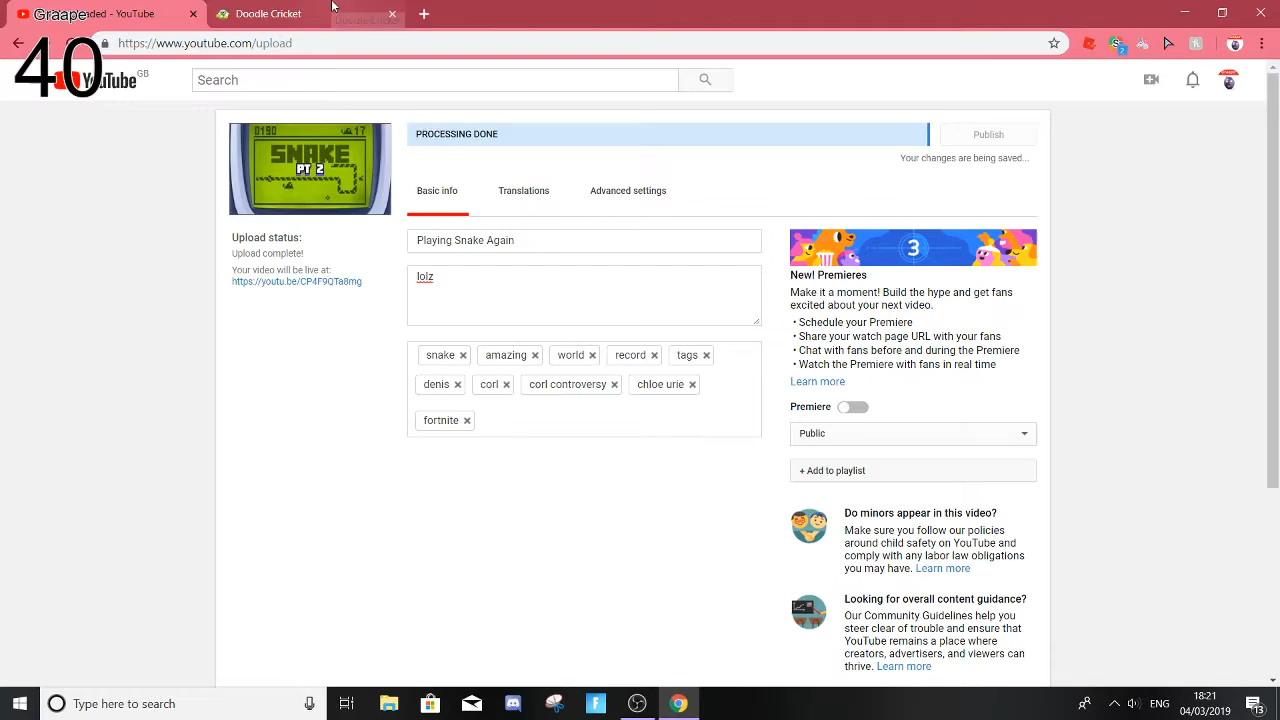 Graape
Doodle Cricket
40
https://www.youtube.com/upload
2
YouTube GB
Search
0190 17
SNAKE
PT 2
PROCESSING DONE
Publish
Your changes are being saved...
Basic info Translations Advanced settings
Upload status:
Upload complete!
Your video will be live at:
https://youtu.be/CP4F9QTa8mg
Playing Snake Again
lolz
snake amazing world record tags
denis corl corl controversy chloe urie
fortnite
3
New! Premieres
Make it a moment! Build the hype and get fans
excited about your next video.
• Schedule your Premiere
• Share your watch page URL with your fans
• Chat with fans before and during the Premiere
• Watch the Premiere with fans in real time
Learn more
Premiere
Public
+ Add to playlist
Do minors appear in this video?
Make sure you follow our policies
around child safety on YouTube and
comply with any labor law obligations
you may have. Learn more
Looking for overall content guidance?
Our Community Guidelines help you
steer clear of trouble and ensure that
YouTube remains a place where
creators, advertisers, and viewers can
thrive. Learn more
Type here to search
ENG
18:21
04/03/2019
13